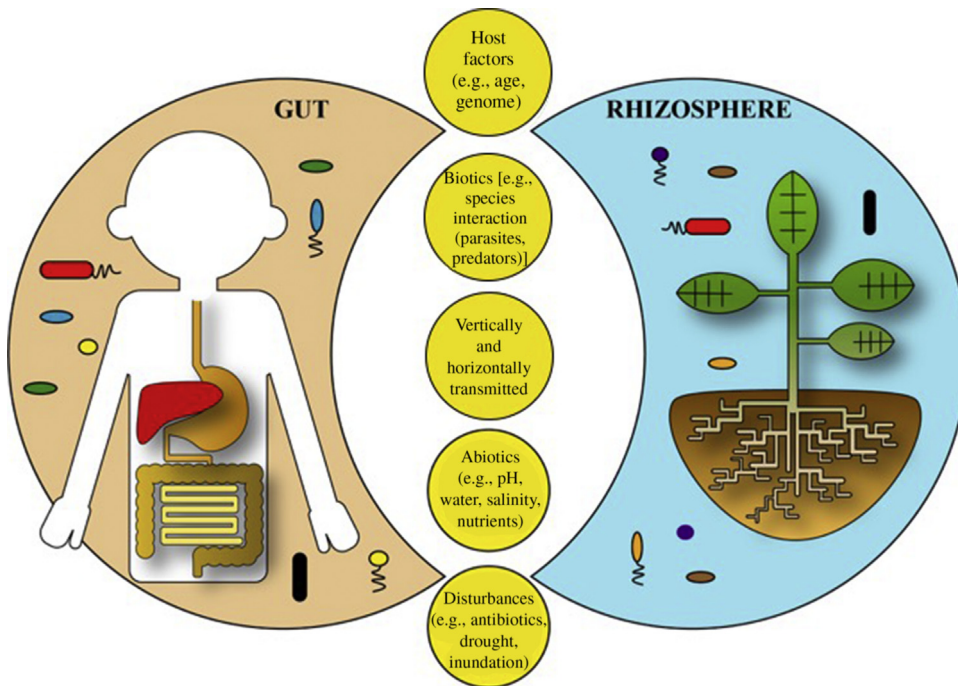 GUT
RHIZOSPHERE
Host
factors
(e.g., age,
genome)
Biotics [e.g.,
species
interaction
(parasites,
predators)]
Vertically and
horizontally
transmitted
Abiotics
(e.g., pH,
water, salinity,
nutrients)
Disturbances
(e.g., antibiotics,
drought,
inundation)